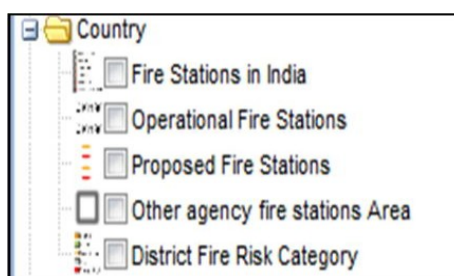 Country
Fire Stations in India
Operational Fire Stations
Proposed Fire Stations
Other agency fire stations Area
District Fire Risk Category